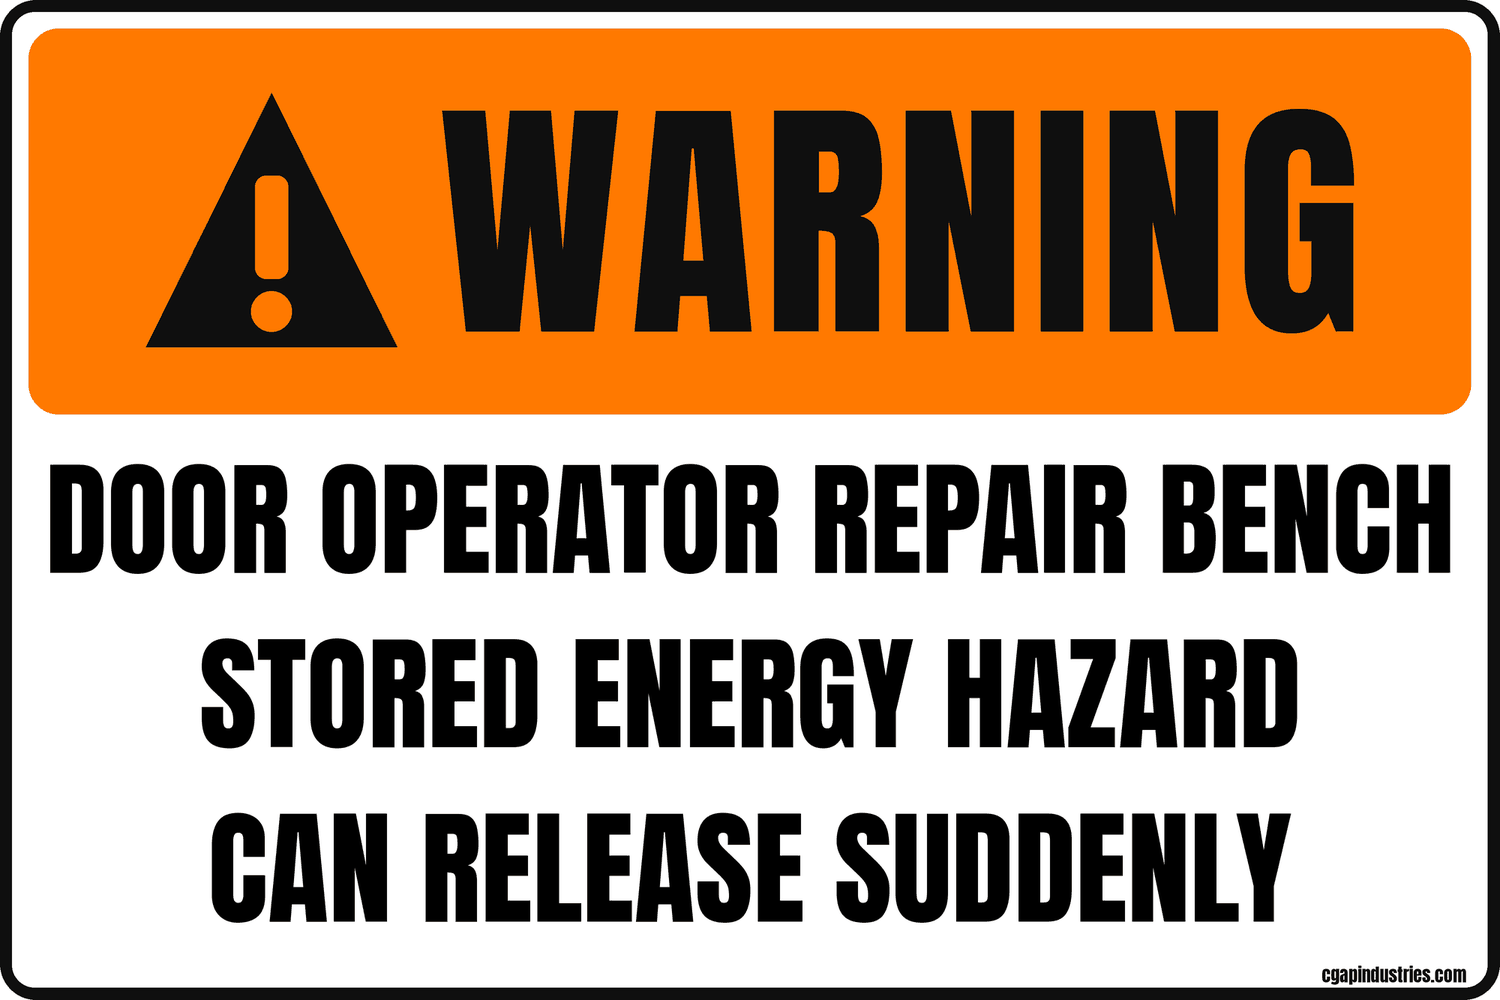 WARNING
DOOR OPERATOR REPAIR BENCH
STORED ENERGY HAZARD
CAN RELEASE SUDDENLY
cgapindustries.com